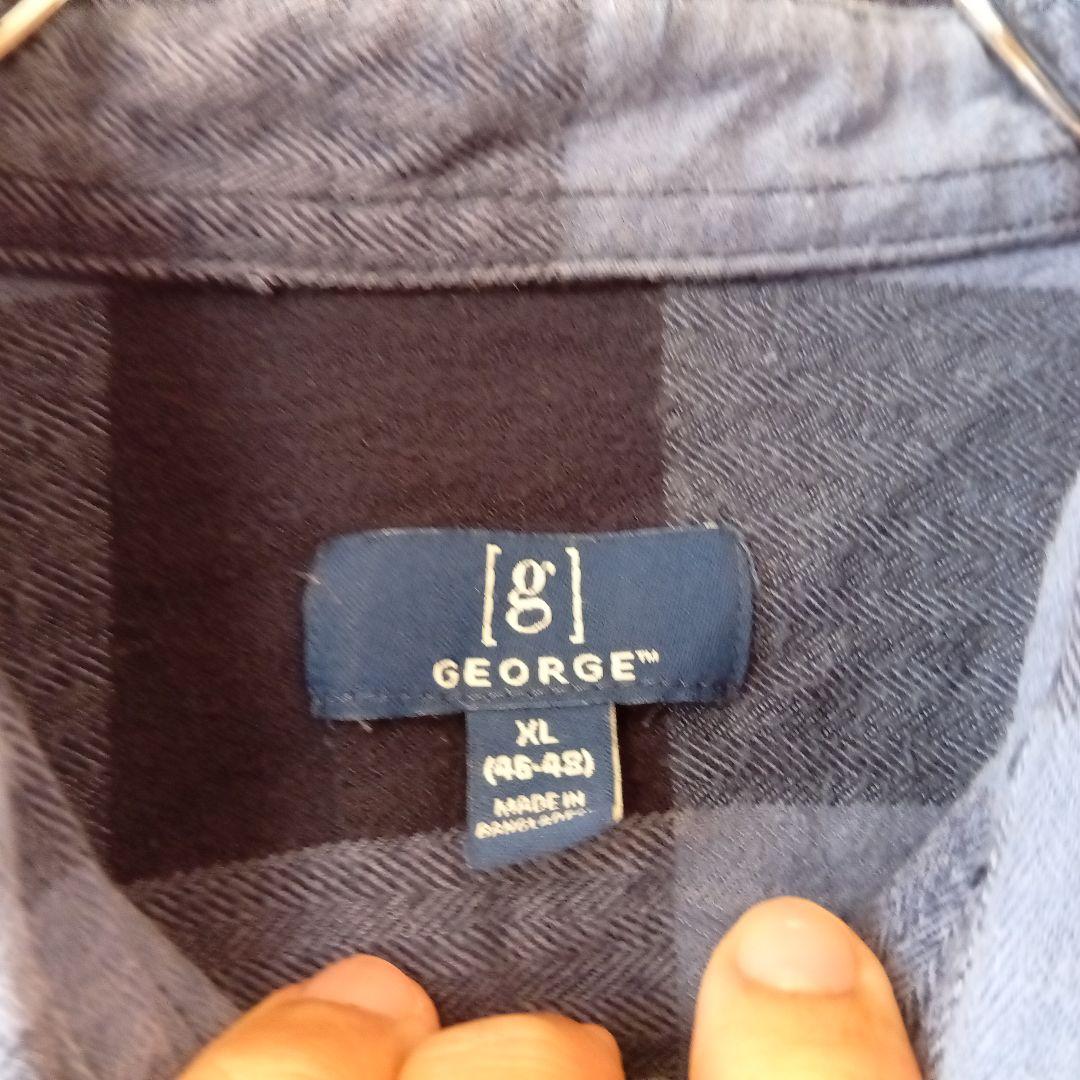 [g]
GEORGE™
XL
(46-48)
MADE IN